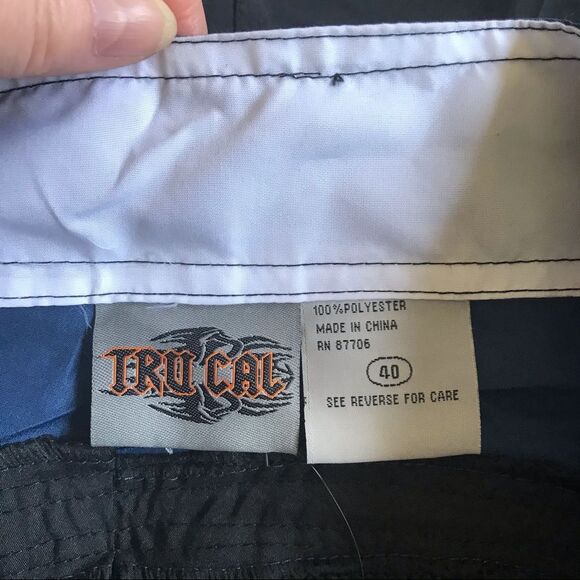 TRU CAL
100% POLYESTER
MADE IN CHINA
RN 87706
40
SEE REVERSE FOR CARE